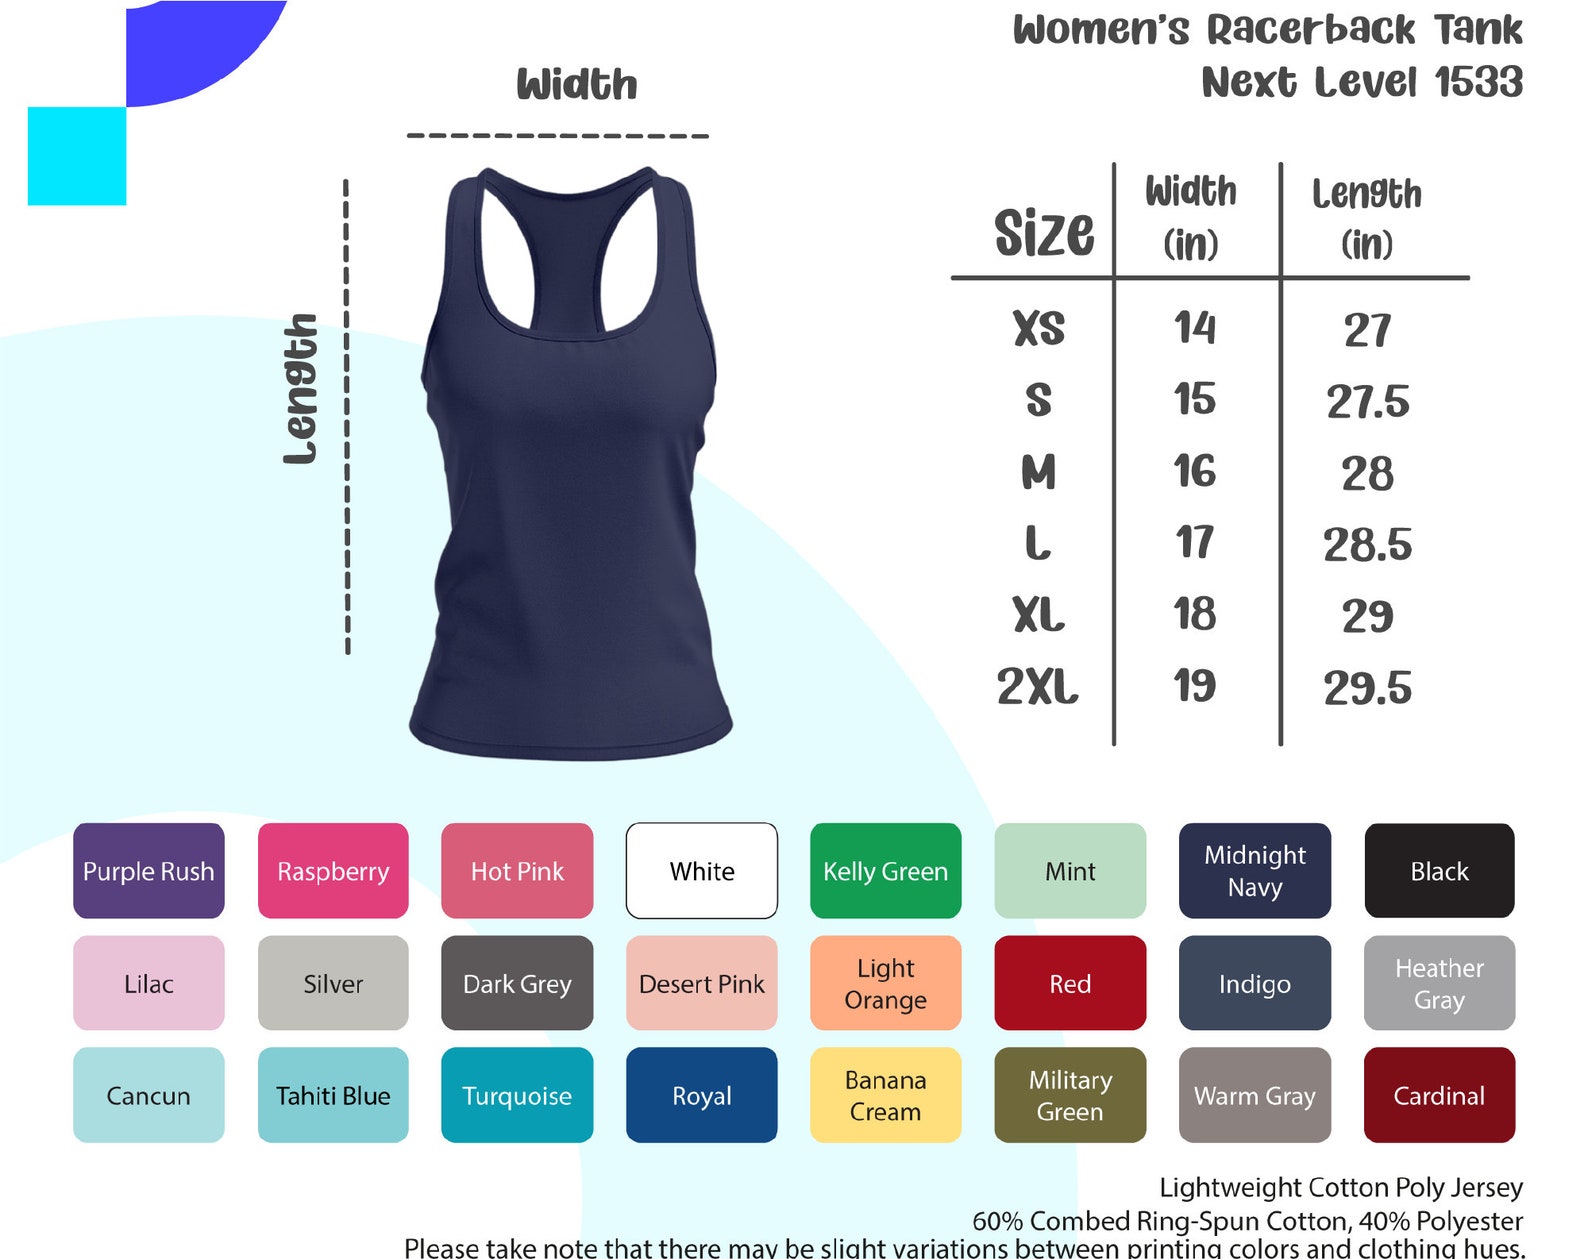 Women's Racerback Tank
Next Level 1533
Width
Length
Size Width (in) Length (in)
XS 14 27
S 15 27.5
M 16 28
L 17 28.5
XL 18 29
2XL 19 29.5
Purple Rush Raspberry Hot Pink White Kelly Green Mint Midnight Navy Black
Lilac Silver Dark Grey Desert Pink Light Orange Red Indigo Heather Gray
Cancun Tahiti Blue Turquoise Royal Banana Cream Military Green Warm Gray Cardinal
Lightweight Cotton Poly Jersey
60% Combed Ring-Spun Cotton, 40% Polyester
Please take note that there may be slight variations between printing colors and clothing hues.